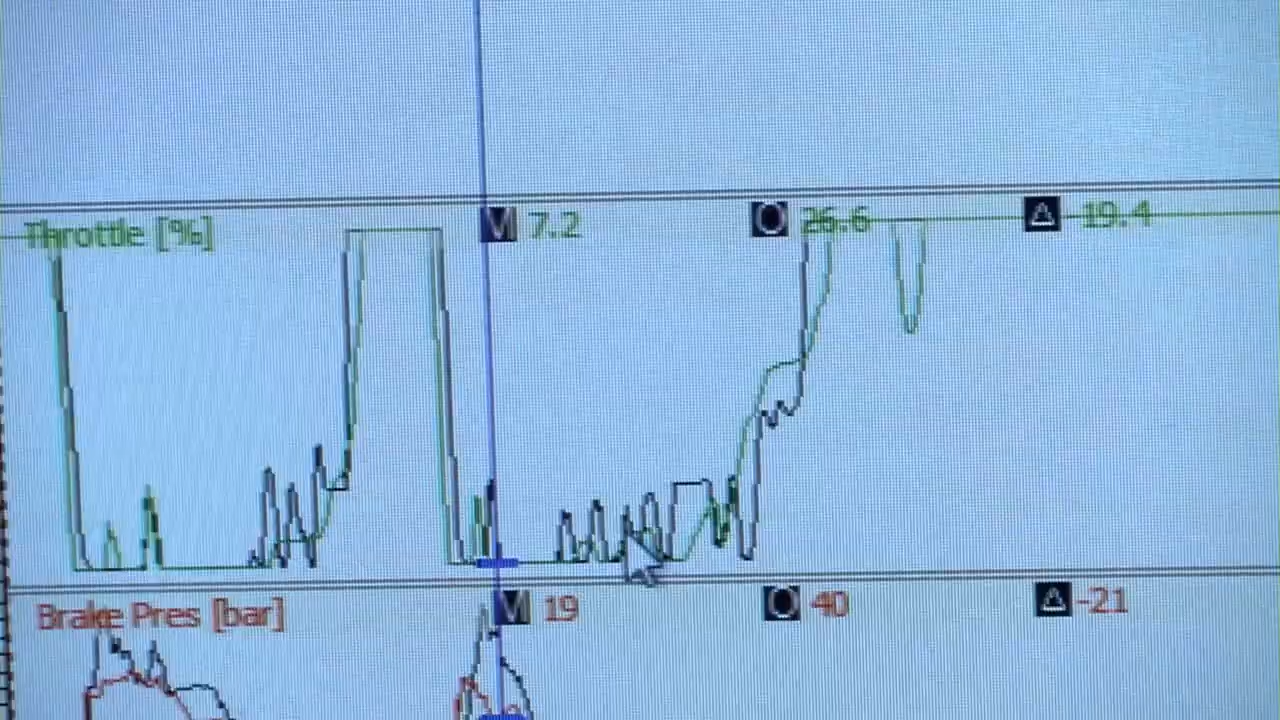 Throttle [%] M 7.2 O 26.6 Δ -19.4
Brake Pres [bar] M 19 O 40 Δ -21